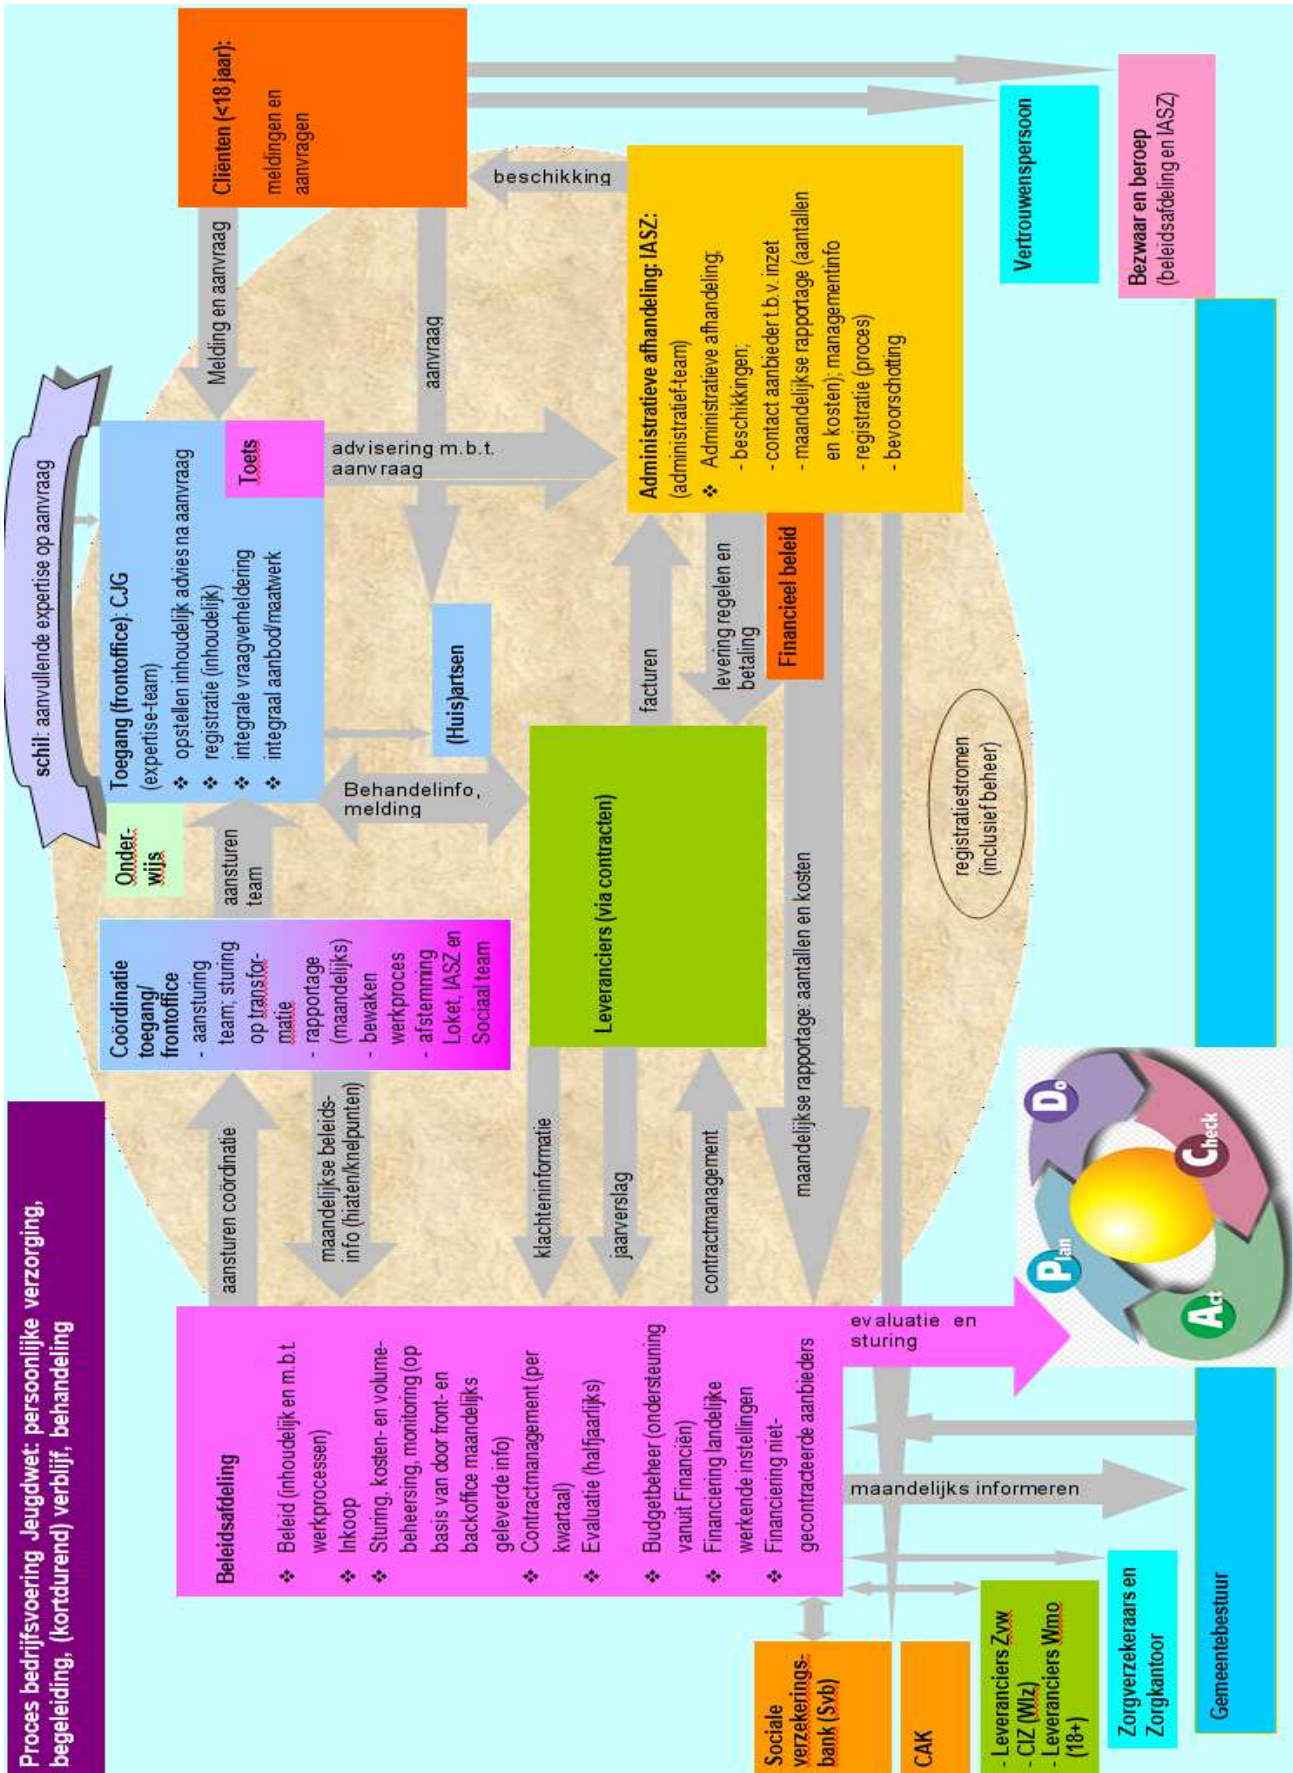 Proces bedrijfsvoering Jeugdwet: persoonlijke verzorging,
begeleiding, (kortdurend) verblijf, behandeling
schil: aanvullende expertise op aanvraag
Beleidsafdeling
❖ Beleid (inhoudelijk en m.b.t.
werkprocessen)
❖ Inkoop
❖ Sturing, kosten- en volume-
beheersing, monitoring (op
basis van door front- en
backoffice maandelijks
geleverde info)
❖ Contractmanagement (per
kwartaal)
❖ Evaluatie (halfjaarlijks)
❖ Budgetbeheer (ondersteuning
vanuit Financiën)
❖ Financiering landelijke
werkende instellingen
❖ Financiering niet-
gecontracteerde aanbieders
aansturen coördinatie
maandelijkse beleids-
info (hiaten/knelpunten)
klachteninformatie
jaarverslag
contractmanagement
Coördinatie
toegang/
frontoffice
- aansturing
team; sturing
op transfor-
matie
- rapportage
(maandelijks)
- bewaken
werkproces
- afstemming
Loket, IASZ en
Sociaal team
Onder-
wijs
aansturen
team
Toegang (frontoffice): CJG
(expertise-team)
❖ opstellen inhoudelijk advies na aanvraag
❖ registratie (inhoudelijk)
❖ integrale vraagverheldering
❖ integraal aanbod/maatwerk
Toets
Melding en aanvraag
Cliënten (<18 jaar):
meldingen en
aanvragen
aanvraag
advisering m.b.t.
aanvraag
beschikking
Behandelinfo,
melding
(Huis)artsen
Leveranciers (via contracten)
facturen
levering regelen en
betaling
Financieel beleid
Administratieve afhandeling: IASZ:
(administratief-team)
❖ Administratieve afhandeling;
- beschikkingen;
- contact aanbieder t.b.v. inzet
- maandelijkse rapportage (aantallen
en kosten); managementinfo
- registratie (proces)
- bevoorschotting
maandelijkse rapportage: aantallen en kosten
registratiestromen
(inclusief beheer)
Vertrouwenspersoon
Bezwaar en beroep
(beleidsafdeling en IASZ)
evaluatie en
sturing
Plan
Do
Check
Act
maandelijks informeren
Sociale
verzekerings-
bank (Svb)
CAK
- Leveranciers Zvw
- CIZ (Wlz)
- Leveranciers Wmo
(18+)
Zorgverzekeraars en
Zorgkantoor
Gemeentebestuur